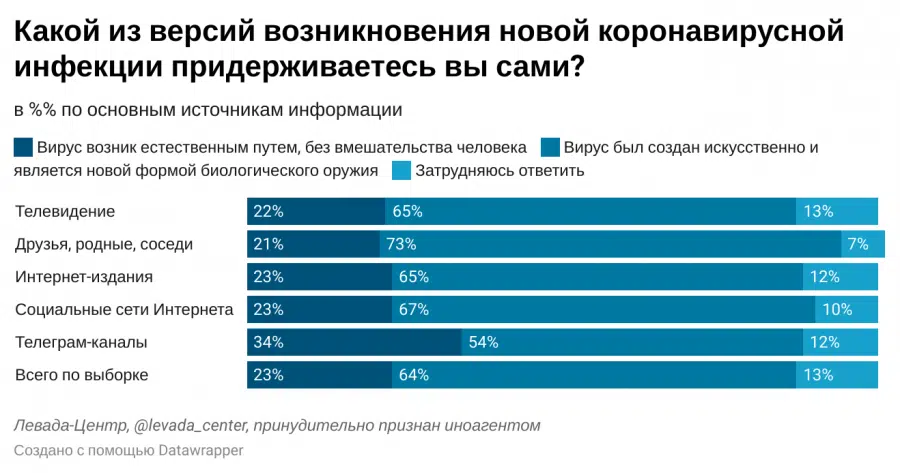 Какой из версий возникновения новой коронавирусной
инфекции придерживаетесь вы сами?
в %% по основным источникам информации
Вирус возник естественным путем, без вмешательства человека Вирус был создан искусственно и
является новой формой биологического оружия Затрудняюсь ответить
Телевидение 22% 65% 13%
Друзья, родные, соседи 21% 73% 7%
Интернет-издания 23% 65% 12%
Социальные сети Интернета 23% 67% 10%
Телеграм-каналы 34% 54% 12%
Всего по выборке 23% 64% 13%
Левада-Центр, @levada_center, принудительно признан иноагентом
Создано с помощью Datawrapper